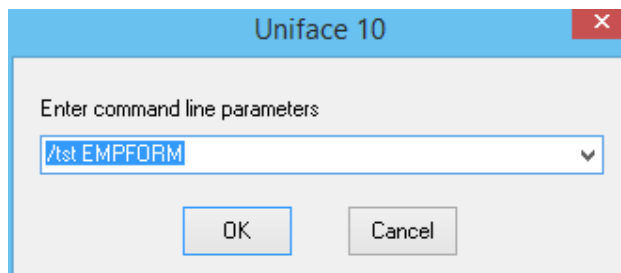 Uniface 10
Enter command line parameters
/tst EMPFORM
OK
Cancel